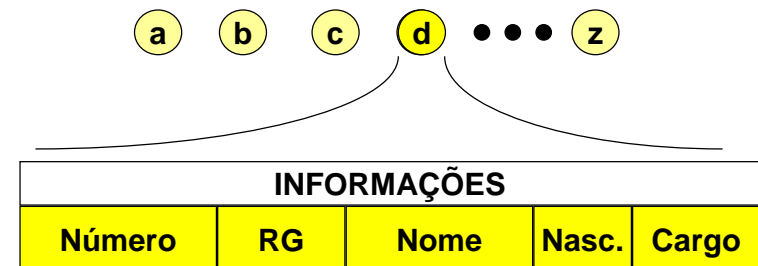 a b c d • • • z
INFORMAÇÕES
Número RG Nome Nasc. Cargo